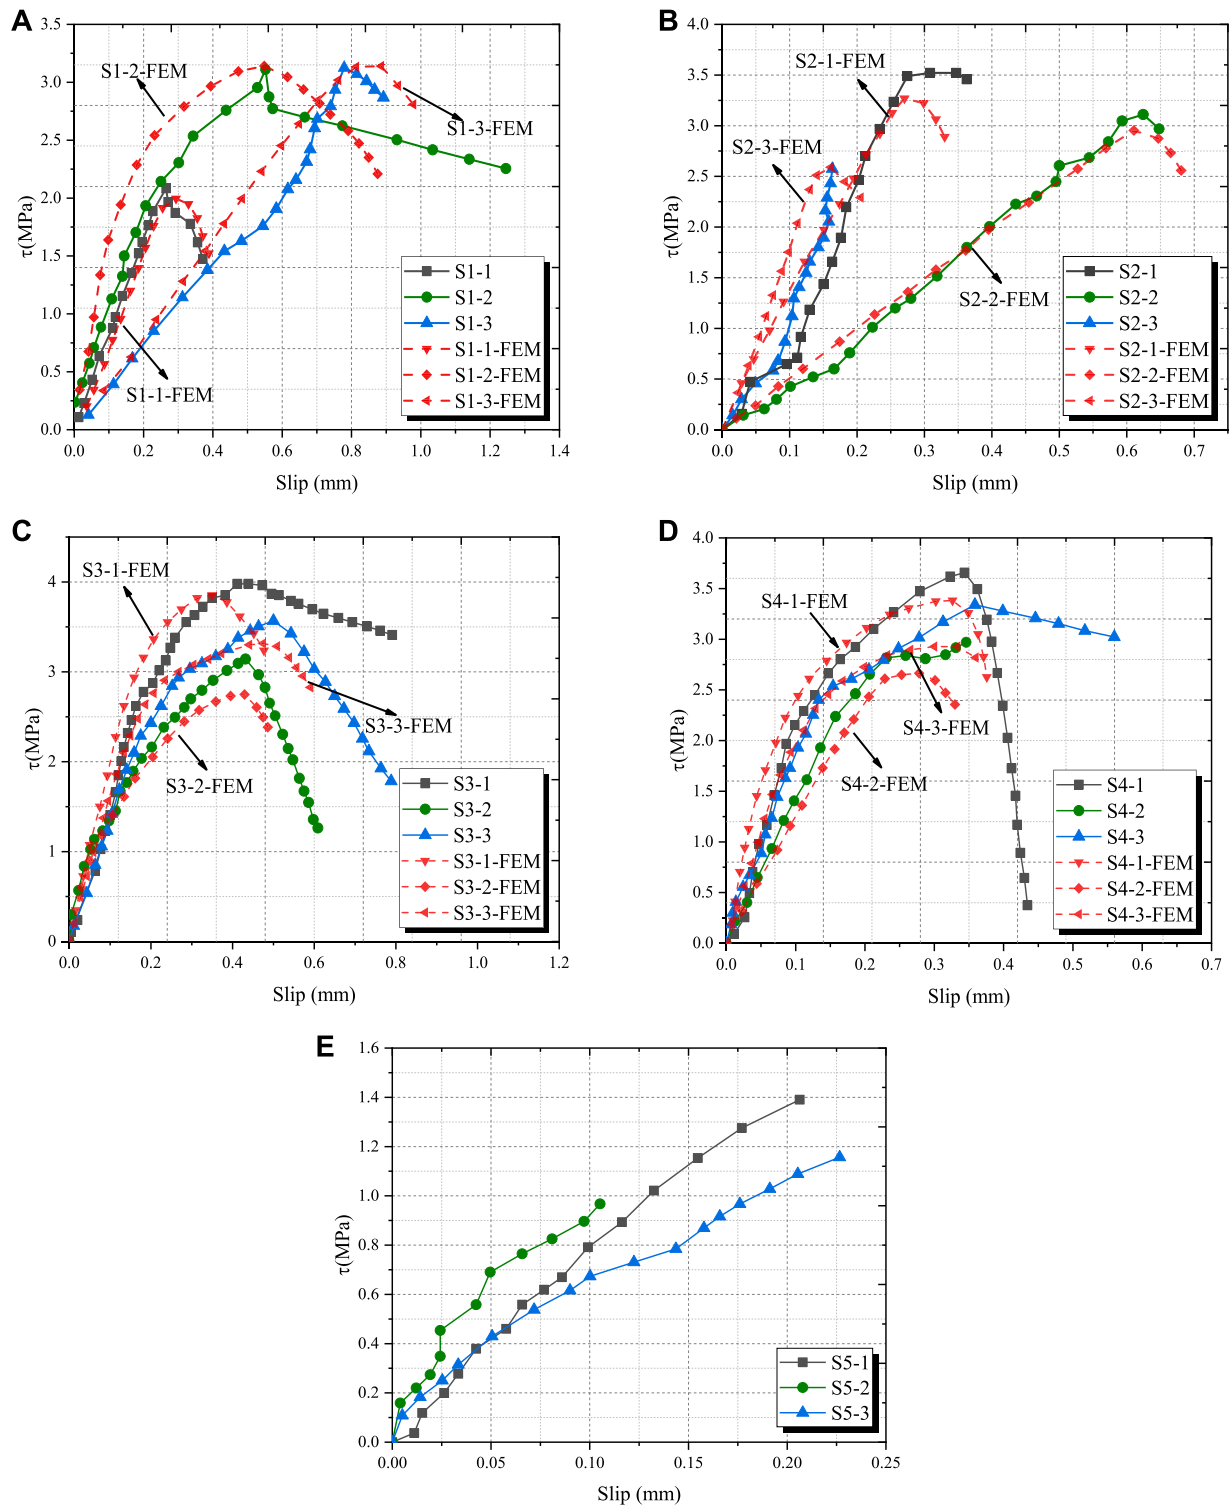 A
τ(MPa)
3.5
3.0
2.5
2.0
1.5
1.0
0.5
0.0
S1-2-FEM
S1-3-FEM
S1-1-FEM
S1-1
S1-2
S1-3
S1-1-FEM
S1-2-FEM
S1-3-FEM
0.0 0.2 0.4 0.6 0.8 1.0 1.2 1.4
Slip (mm)
B
τ(MPa)
4.0
3.5
3.0
2.5
2.0
1.5
1.0
0.5
0.0
S2-1-FEM
S2-3-FEM
S2-2-FEM
S2-1
S2-2
S2-3
S2-1-FEM
S2-2-FEM
S2-3-FEM
0.0 0.1 0.2 0.3 0.4 0.5 0.6 0.7
Slip (mm)
C
τ(MPa)
4
3
2
1
0
S3-1-FEM
S3-3-FEM
S3-2-FEM
S3-1
S3-2
S3-3
S3-1-FEM
S3-2-FEM
S3-3-FEM
0.0 0.2 0.4 0.6 0.8 1.0 1.2
Slip (mm)
D
τ(MPa)
4.0
3.5
3.0
2.5
2.0
1.5
1.0
0.5
0.0
S4-1-FEM
S4-3-FEM
S4-2-FEM
S4-1
S4-2
S4-3
S4-1-FEM
S4-2-FEM
S4-3-FEM
0.0 0.1 0.2 0.3 0.4 0.5 0.6 0.7
Slip (mm)
E
τ(MPa)
1.6
1.4
1.2
1.0
0.8
0.6
0.4
0.2
0.0
S5-1
S5-2
S5-3
0.00 0.05 0.10 0.15 0.20 0.25
Slip (mm)